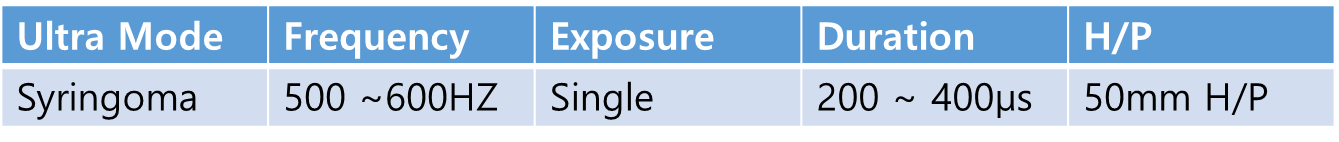 Ultra Mode Frequency Exposure Duration H/P
Syringoma 500 ~600HZ Single 200 ~ 400μs 50mm H/P